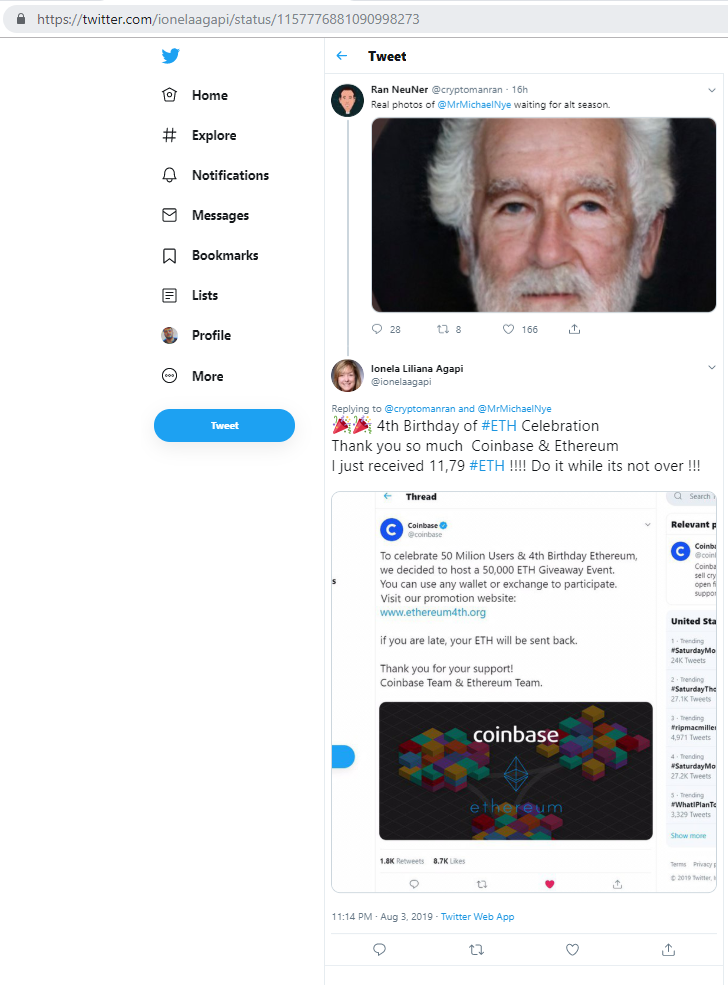 https://twitter.com/ionelaagapi/status/1157776881090998273
Home
Explore
Notifications
Messages
Bookmarks
Lists
Profile
More
Tweet
Tweet
Ran NeuNer @cryptomanran · 16h
Real photos of @MrMichaelNye waiting for alt season.
28 8 166
Ionela Liliana Agapi
@ionelaagapi
Replying to @cryptomanran and @MrMichaelNye
🎉🎉 4th Birthday of #ETH Celebration
Thank you so much Coinbase & Ethereum
I just received 11,79 #ETH !!!! Do it while its not over !!!
Thread
Coinbase
@coinbase
To celebrate 50 Milion Users & 4th Birthday Ethereum,
we decided to host a 50,000 ETH Giveaway Event.
You can use any wallet or exchange to participate.
Visit our promotion website:
www.ethereum4th.org
if you are late, your ETH will be sent back.
Thank you for your support!
Coinbase Team & Ethereum Team.
coinbase
ethereum
1.8K Retweets 8.7K Likes
s
Search
Relevant p
Coinba
@coin
Coinba
sell cry
open f
suppor
United Sta
1 · Trending
#SaturdayMo
24K Tweets
2 · Trending
#SaturdayTho
27.1K Tweets
3 · Trending
#ripmacmiller
4,971 Tweets
4 · Trending
#SaturdayMo
27.2K Tweets
5 · Trending
#WhatIPlanTo
3,329 Tweets
Show more
Terms Privacy p
© 2019 Twitter, I
11:14 PM · Aug 3, 2019 · Twitter Web App